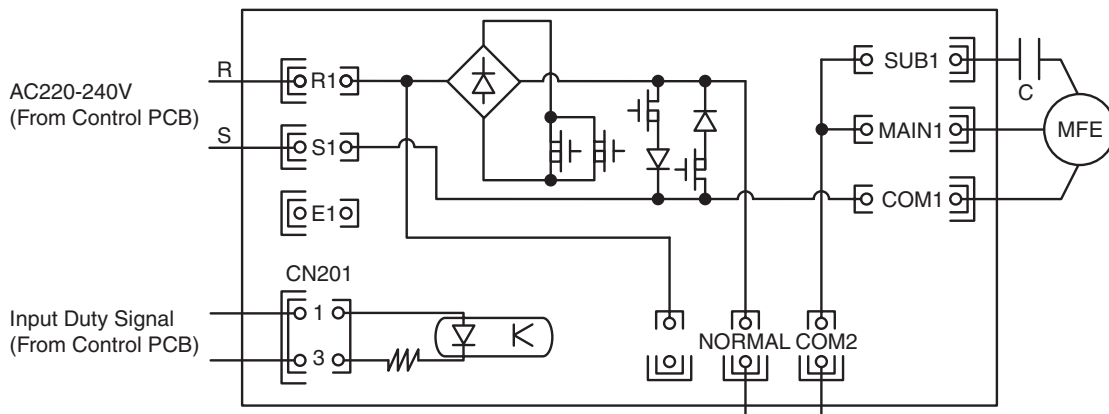 R
R1
SUB1
AC220-240V
(From Control PCB)
C
S
S1
MAIN1
MFE
E1
COM1
CN201
Input Duty Signal
(From Control PCB)
1
3
NORMAL
COM2